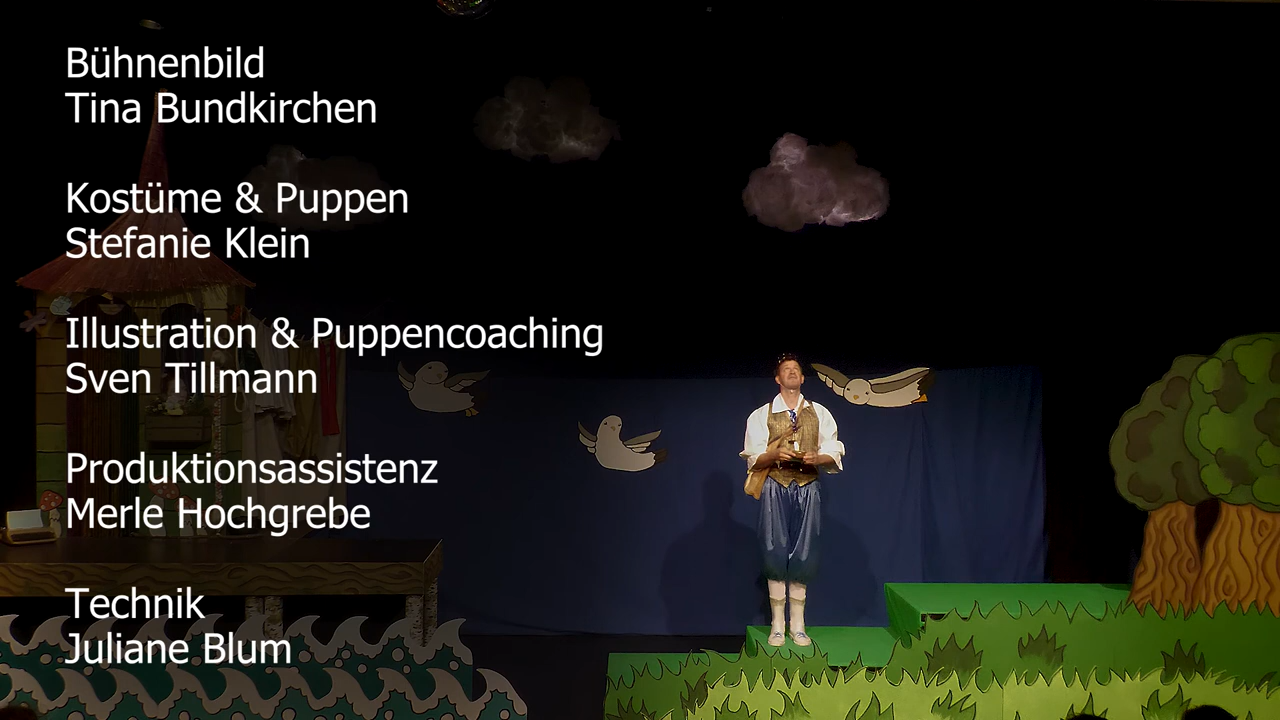 Bühnenbild
Tina Bundkirchen
Kostüme & Puppen
Stefanie Klein
Illustration & Puppencoaching
Sven Tillmann
Produktionsassistenz
Merle Hochgrebe
Technik
Juliane Blum